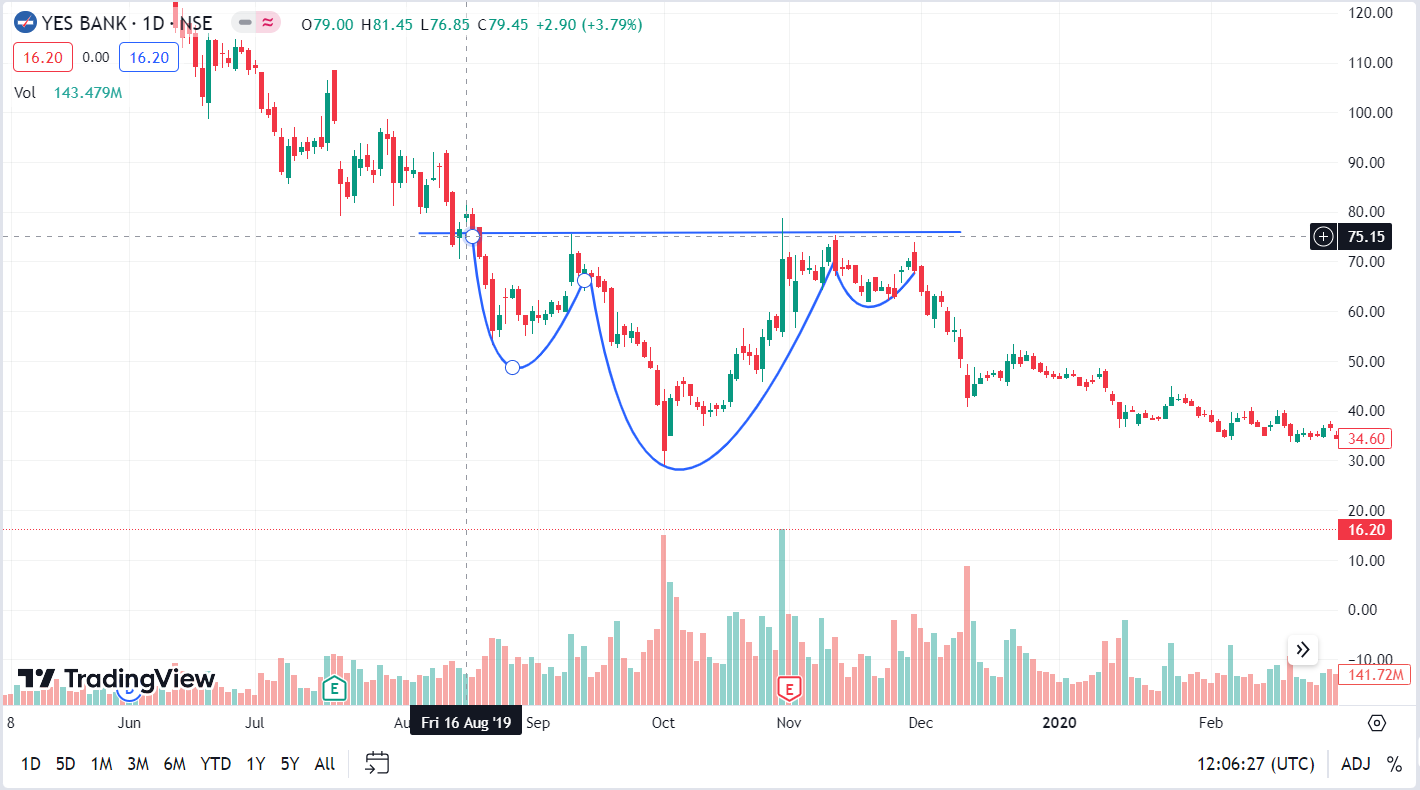 YES BANK · 1D · NSE O79.00 H81.45 L76.85 C79.45 +2.90 (+3.79%)
16.20 0.00 16.20
Vol 143.479M
120.00
110.00
100.00
90.00
80.00
75.15
70.00
60.00
50.00
40.00
34.60
30.00
20.00
16.20
10.00
0.00
−10.00
141.72M
TradingView
E
E
8 Jun Jul Au Fri 16 Aug '19 Sep Oct Nov Dec 2020 Feb
1D 5D 1M 3M 6M YTD 1Y 5Y All 12:06:27 (UTC) ADJ %